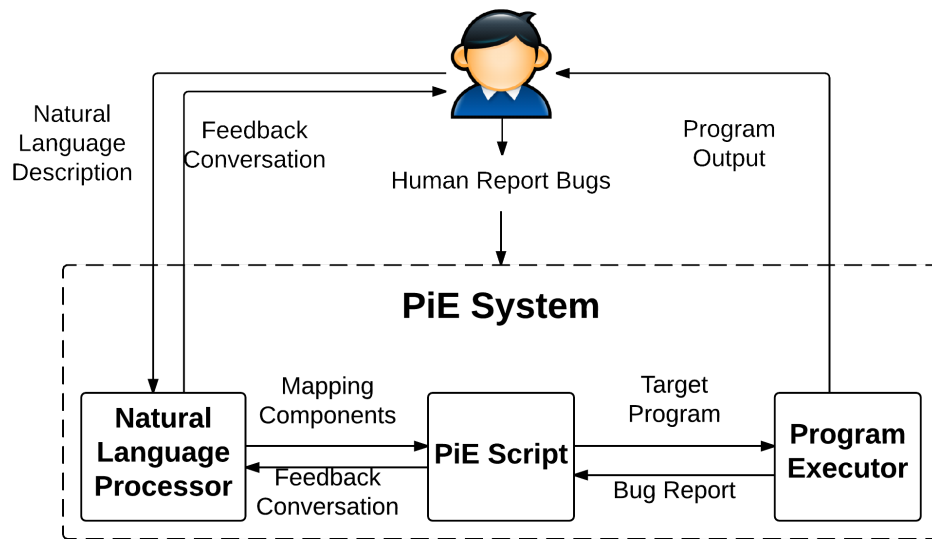 Natural
Language
Description
Feedback
Conversation
Human Report Bugs
Program
Output
PiE System
Natural
Language
Processor
Mapping
Components
Feedback
Conversation
PiE Script
Target
Program
Bug Report
Program
Executor